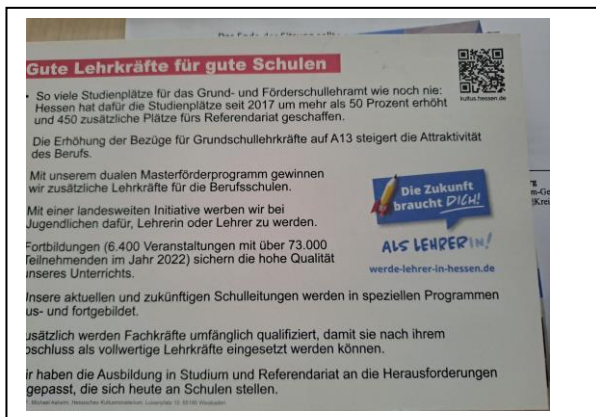 Gute Lehrkräfte für gute Schulen
kultus.hessen.de
· So viele Studienplätze für das Grund- und Förderschullehramt wie noch nie:
Hessen hat dafür die Studienplätze seit 2017 um mehr als 50 Prozent erhöht
und 450 zusätzliche Plätze fürs Referendariat geschaffen.
Die Erhöhung der Bezüge für Grundschullehrkräfte auf A13 steigert die Attraktivität
des Berufs.
Mit unserem dualen Masterförderprogramm gewinnen
wir zusätzliche Lehrkräfte für die Berufsschulen.
Mit einer landesweiten Initiative werben wir bei
Jugendlichen dafür, Lehrerin oder Lehrer zu werden.
Fortbildungen (6.400 Veranstaltungen mit über 73.000
Teilnehmenden im Jahr 2022) sichern die hohe Qualität
unseres Unterrichts.
Die Zukunft
braucht DICH!
ALS LEHRERIN!
werde-lehrer-in-hessen.de
Unsere aktuellen und zukünftigen Schulleitungen werden in speziellen Programmen
us- und fortgebildet.
usätzlich werden Fachkräfte umfänglich qualifiziert, damit sie nach ihrem
bschluss als vollwertige Lehrkräfte eingesetzt werden können.
ir haben die Ausbildung in Studium und Referendariat an die Herausforderungen
gepasst, die sich heute an Schulen stellen.